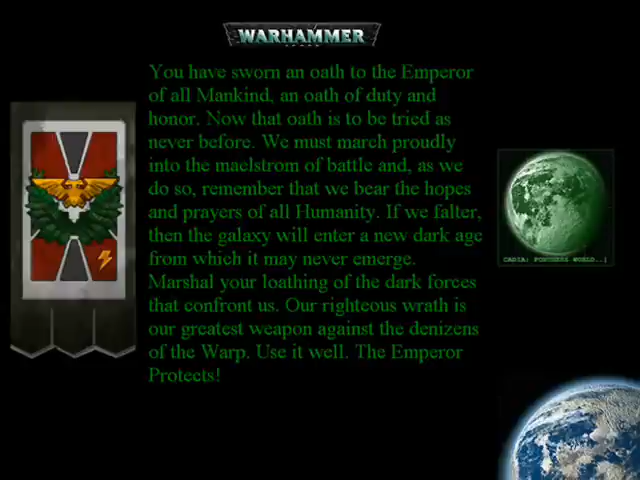 WARHAMMER
You have sworn an oath to the Emperor
of all Mankind, an oath of duty and
honor. Now that oath is to be tried as
never before. We must march proudly
into the maelstrom of battle and, as we
do so, remember that we bear the hopes
and prayers of all Humanity. If we falter,
then the galaxy will enter a new dark age
from which it may never emerge.
Marshal your loathing of the dark forces
that confront us. Our righteous wrath is
our greatest weapon against the denizens
of the Warp. Use it well. The Emperor
Protects!
CADIA: FORTRESS WORLD..]